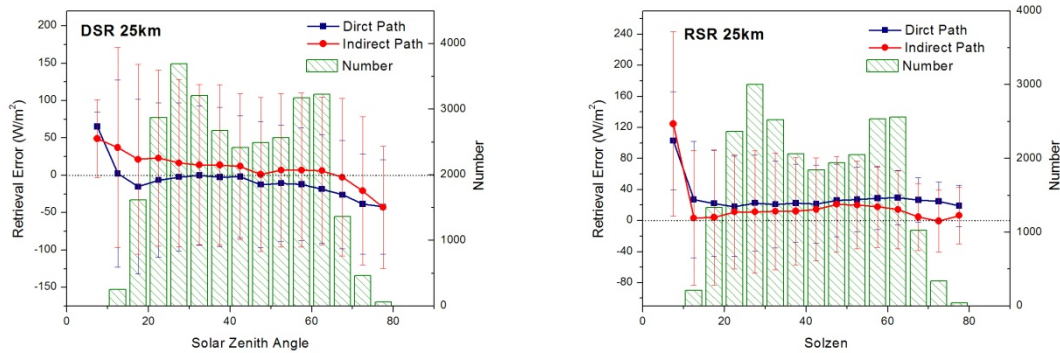 DSR 25km
Dirct Path
Indirect Path
Number
200
150
100
50
0
-50
-100
-150
4000
3000
2000
1000
0
0
20
40
60
80
Retrieval Error (W/m²)
Number
Solar Zenith Angle
RSR 25km
Dirct Path
Indirect Path
Number
240
200
160
120
80
40
0
-40
-80
4000
3000
2000
1000
0
0
20
40
60
80
Retrieval Error (W/m²)
Number
Solzen